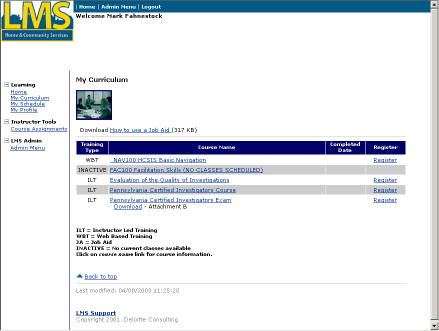 LMS
Home & Community Services
| Home | Admin Menu | Logout
Welcome Mark Fahnestock
Learning
Home
My Curriculum
My Schedule
My Profile
Instructor Tools
Course Assignments
LMS Admin
Admin Menu
My Curriculum
Download How to use a Job Aid (317 KB)
Training Type Course Name Completed Date Register
WBT NAV100 HCSIS Basic Navigation Register
INACTIVE FAC100 Facilitation Skills (NO CLASSES SCHEDULED)
ILT Evaluation of the Quality of Investigations Register
ILT Pennsylvania Certified Investigators Course Register
ILT Pennsylvania Certified Investigators Exam Register
Download - Attachment B
ILT = Instructor Led Training
WBT = Web Based Training
JA = Job Aid
INACTIVE = No current classes available
Click on course name link for course information.
Back to top
Last modified: 04/08/2003 11:25:20
LMS Support
Copyright 2001. Deloitte Consulting